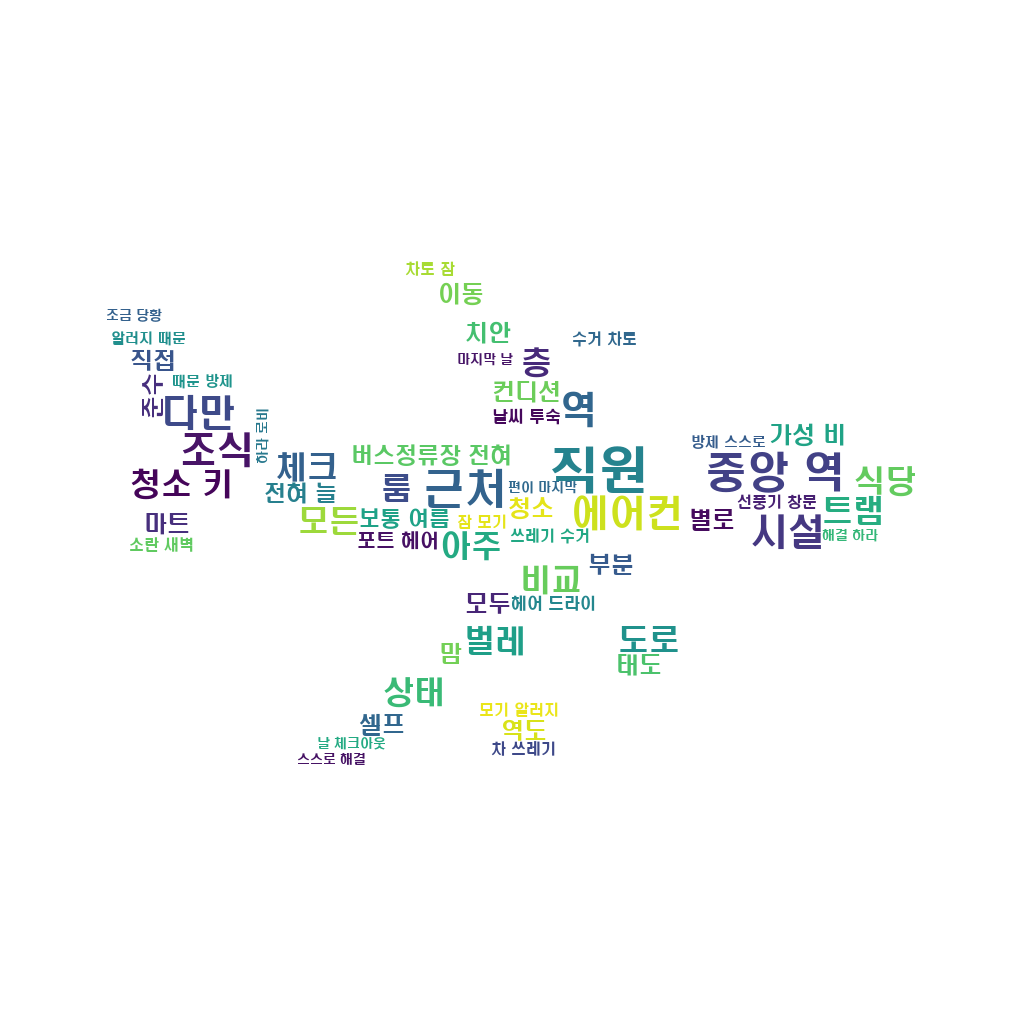 차토 잠
이동
조금 당황
치안
수거 차토
알러지 때문
직접
마지막 날
층
때문 방제
수준
컨디션
역
다만
날씨 투숙
하라 로비
조식
버스정류장 전혀
직원
방제 스스로
가성 비
체크
중앙 역
청소 키
전혀 늘
룸
근처
편이 마지막
식당
선풍기 창문
마트
모든
보통 여름
잠 모기
청소
에어컨
별로
시설
트램
소란 새벽
포트 헤어
아주
쓰레기 수거
해결 하라
비교
부분
모두
헤어 드라이
벌레
도로
맘
태도
상태
셀프
모기 알러지
역도
날 체크아웃
차 쓰레기
스스로 해결